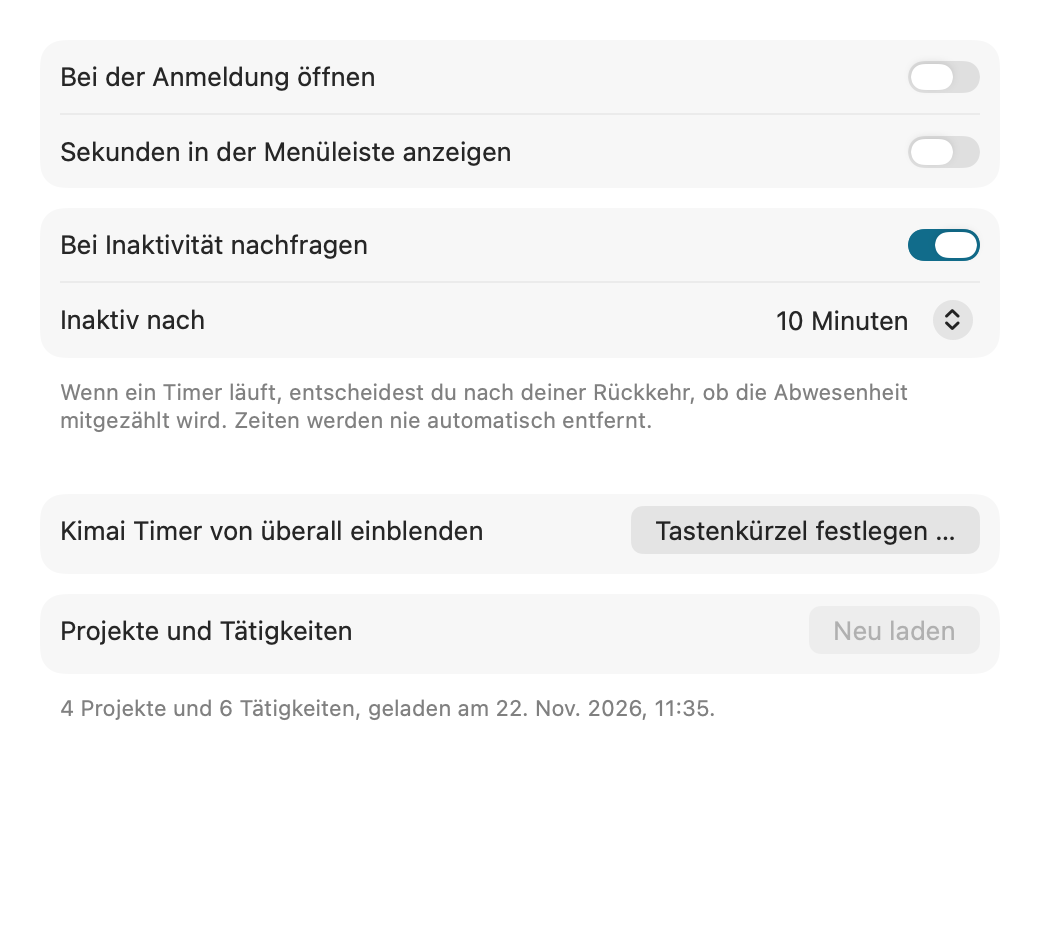 Bei der Anmeldung öffnen
Sekunden in der Menüleiste anzeigen
Bei Inaktivität nachfragen
Inaktiv nach
10 Minuten
Wenn ein Timer läuft, entscheidest du nach deiner Rückkehr, ob die Abwesenheit
mitgezählt wird. Zeiten werden nie automatisch entfernt.
Kimai Timer von überall einblenden
Tastenkürzel festlegen ...
Projekte und Tätigkeiten
Neu laden
4 Projekte und 6 Tätigkeiten, geladen am 22. Nov. 2026, 11:35.